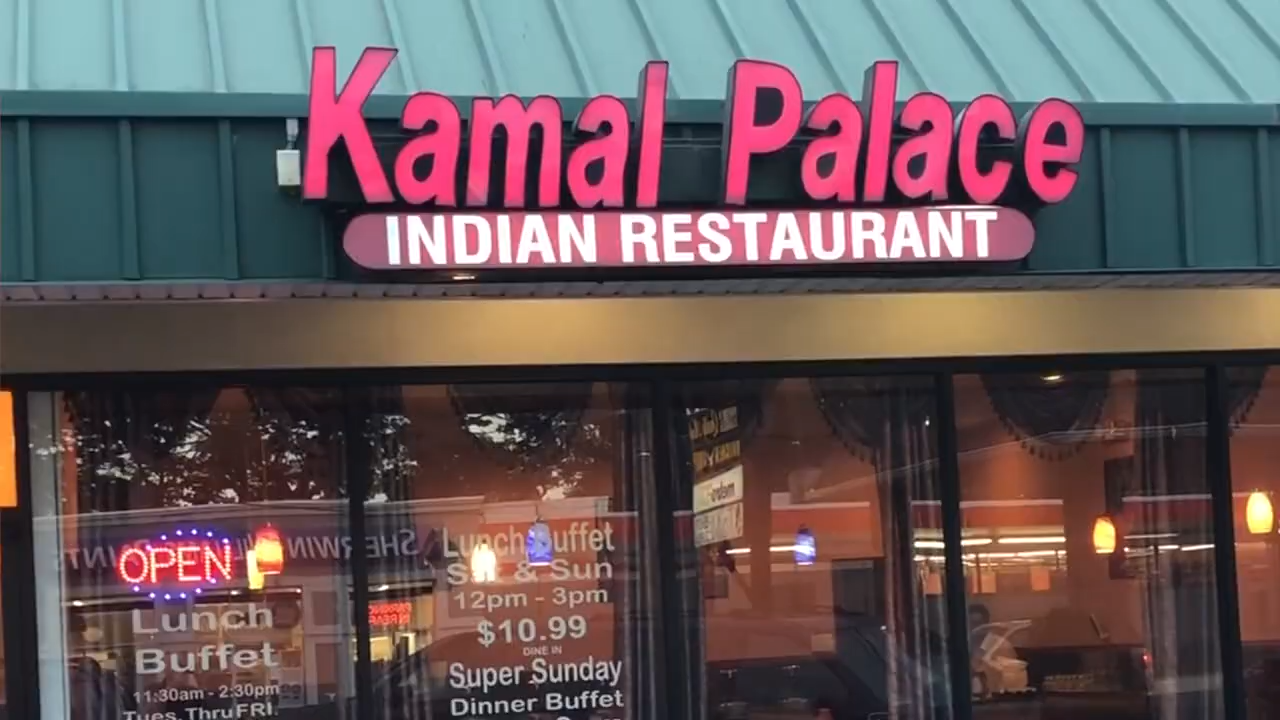 Kamal Palace
INDIAN RESTAURANT
OPEN
Lunch
Buffet
11:30am - 2:30pm
Tues. Thru FRI.
Lunch Buffet
Sat & Sun
12pm - 3pm
$10.99
DINE IN
Super Sunday
Dinner Buffet
SHERWIN